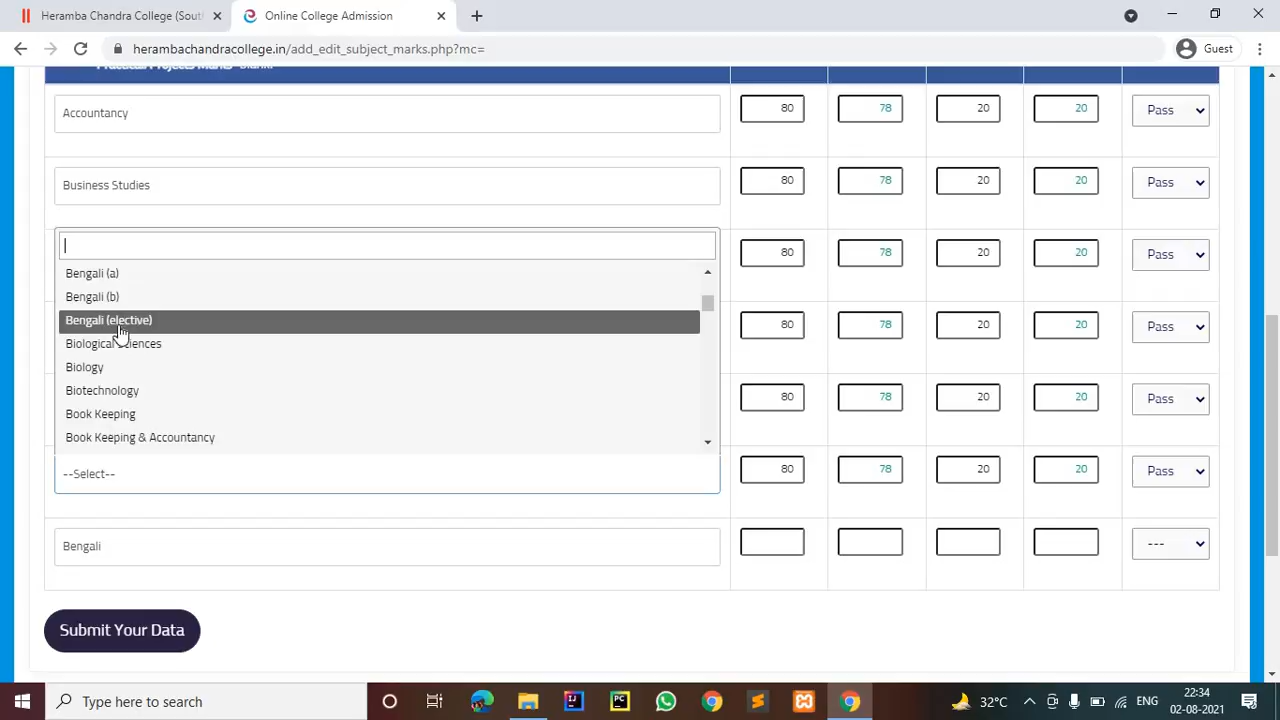 Heramba Chandra College (Sout
Online College Admission
herambachandracollege.in/add_edit_subject_marks.php?mc=
Guest
Accountancy 80 78 20 20 Pass
Business Studies 80 78 20 20 Pass
80 78 20 20 Pass
Bengali (a)
Bengali (b)
Bengali (elective)
80 78 20 20 Pass
Biological Sciences
Biology
Biotechnology
80 78 20 20 Pass
Book Keeping
Book Keeping & Accountancy
--Select-- 80 78 20 20 Pass
Bengali ---
Submit Your Data
Type here to search
32°C
ENG
22:34
02-08-2021